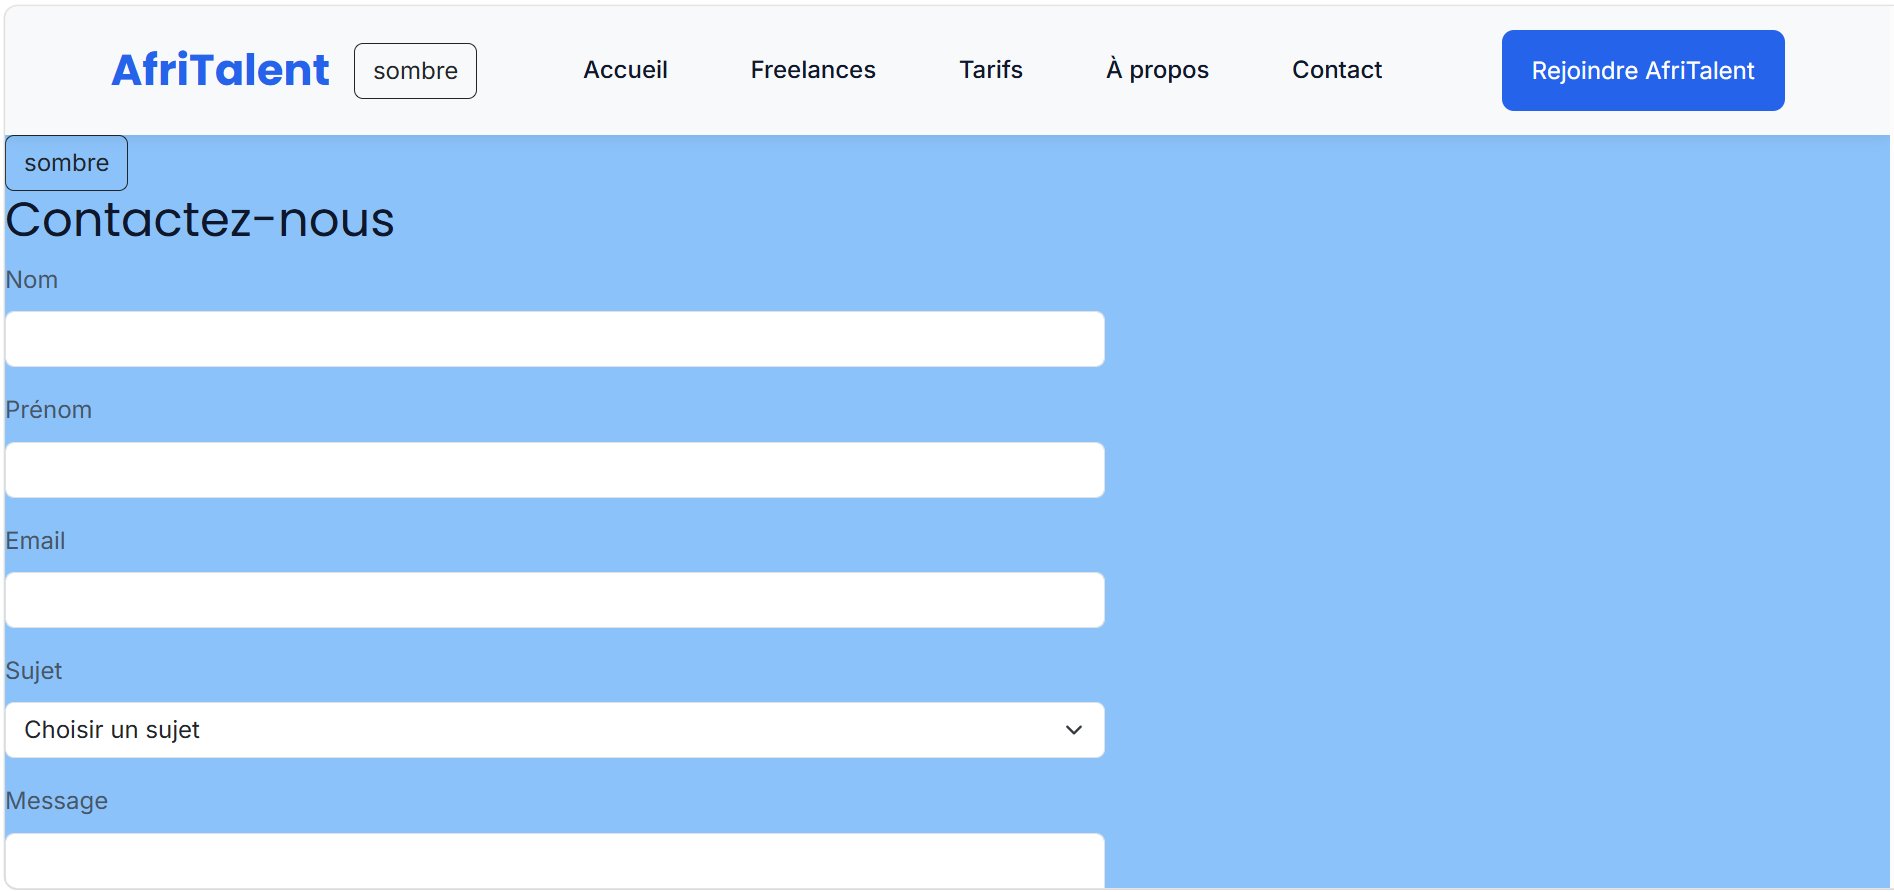 AfriTalent sombre Accueil Freelances Tarifs À propos Contact Rejoindre AfriTalent
sombre
Contactez-nous
Nom
Prénom
Email
Sujet
Choisir un sujet
Message